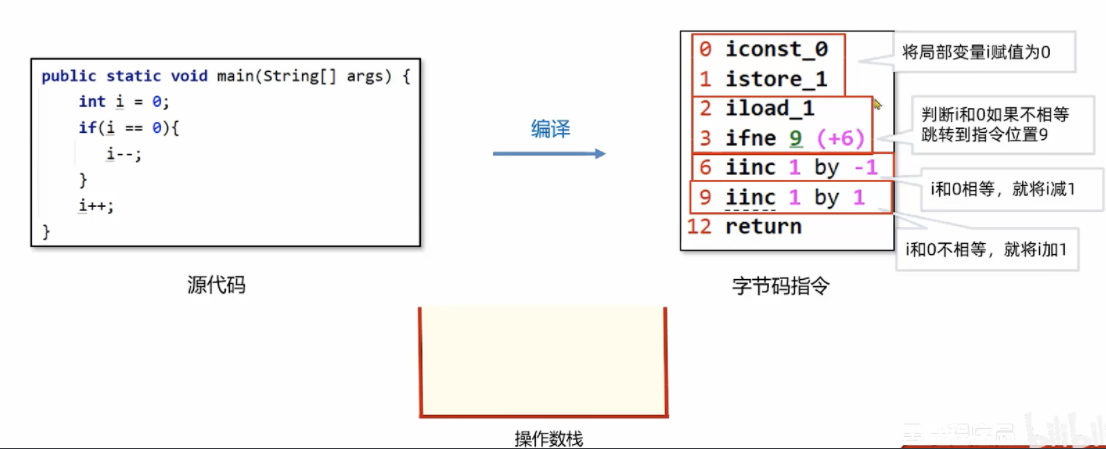 public static void main(String[] args) {
int i = 0;
if(i == 0){
i--;
}
i++;
}
源代码
编译
0 iconst_0
1 istore_1
2 iload_1
3 ifne 9 (+6)
6 iinc 1 by -1
9 iinc 1 by 1
12 return
将局部变量i赋值为0
判断i和0如果不相等
跳转到指令位置9
i和0相等，就将i减1
i和0不相等，就将i加1
字节码指令
操作数栈
bilibili